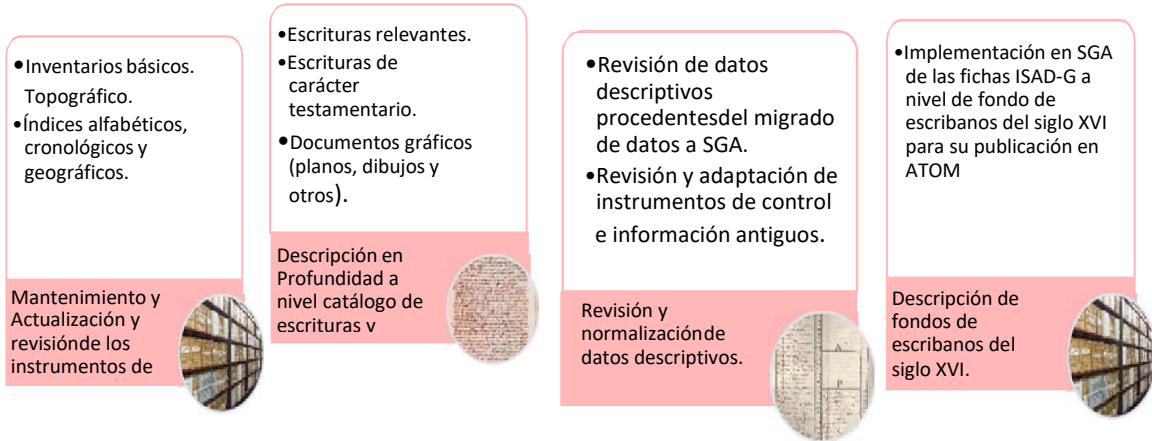 •Inventarios básicos.
Topográfico.
•Índices alfabéticos,
cronológicos y
geográficos.
Mantenimiento y
Actualización y
revisiónde los
instrumentos de
•Escrituras relevantes.
•Escrituras de
carácter
testamentario.
•Documentos gráficos
(planos, dibujos y
otros).
Descripción en
Profundidad a
nivel catálogo de
escrituras v
•Revisión de datos
descriptivos
procedentesdel migrado
de datos a SGA.
•Revisión y adaptación de
instrumentos de control
e información antiguos.
Revisión y
normalizaciónde
datos descriptivos.
•Implementación en SGA
de las fichas ISAD-G a
nivel de fondo de
escribanos del siglo XVI
para su publicación en
ATOM
Descripción de
fondos de
escribanos del
siglo XVI.